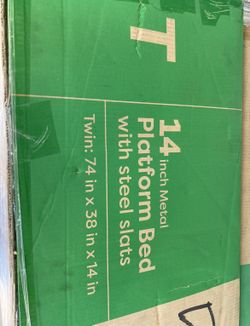 T
14 inch Metal
Platform Bed
with steel slats
Twin: 74 in x 38 in x 14 in